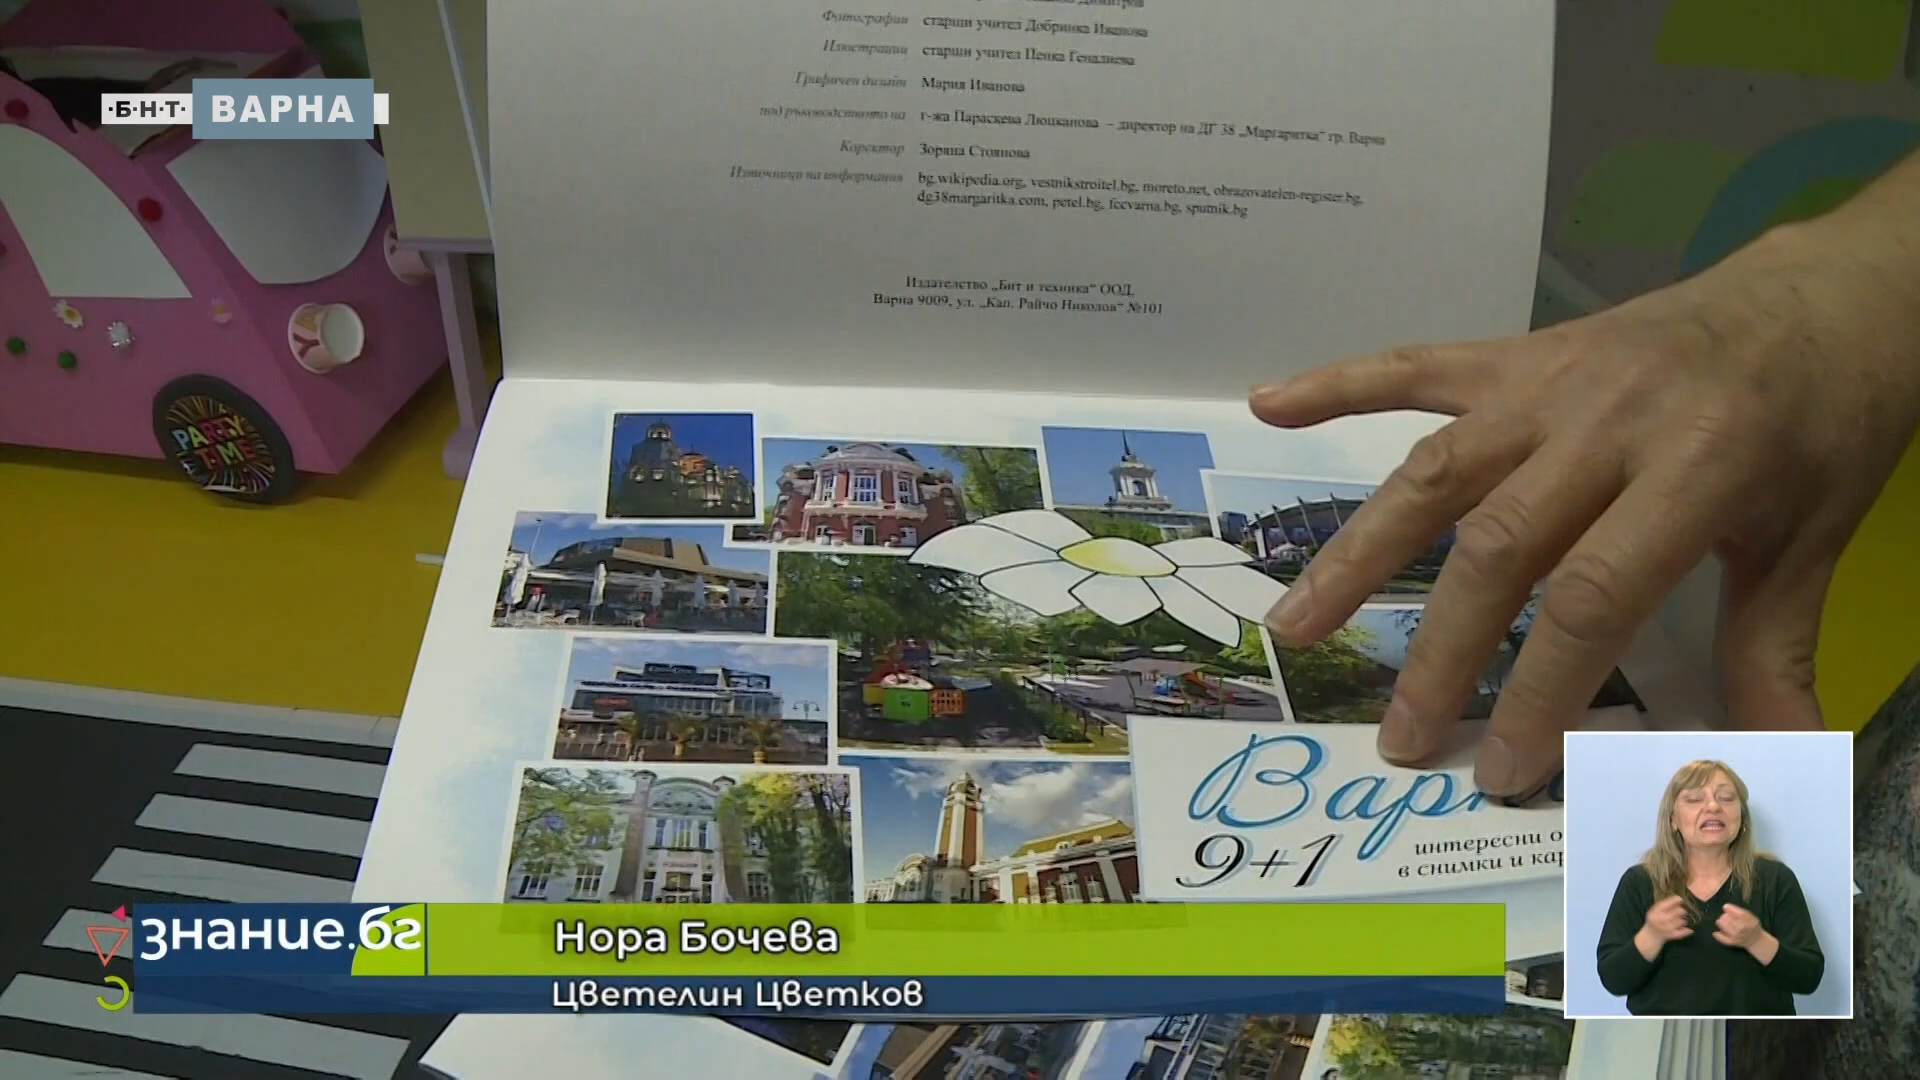 Димитров
Фотографии старши учител Добринка Иванова
Илюстрации старши учител Пенка Геналиева
Графичен дизайн Мария Иванова
под ръководството на г-жа Параскева Люцканова – директор на ДГ 38 „Маргаритка“ гр. Варна
Коректор Зоряна Стоянова
Източници на информация bg.wikipedia.org, vestnikstroitel.bg, moreto.net, obrazovatelen-register.bg,
dg38margaritka.com, petel.bg, fccvarna.bg, sputnik.bg
Издателство „Бит и техника“ ООД,
Варна 9009, ул. „Кап. Райчо Николов“ №101
·Б·Н·Т· ВАРНА
PARTY
TIME
Варн
9+1
интересни о
в снимки и кар
знание.бг
Нора Бочева
Цветелин Цветков